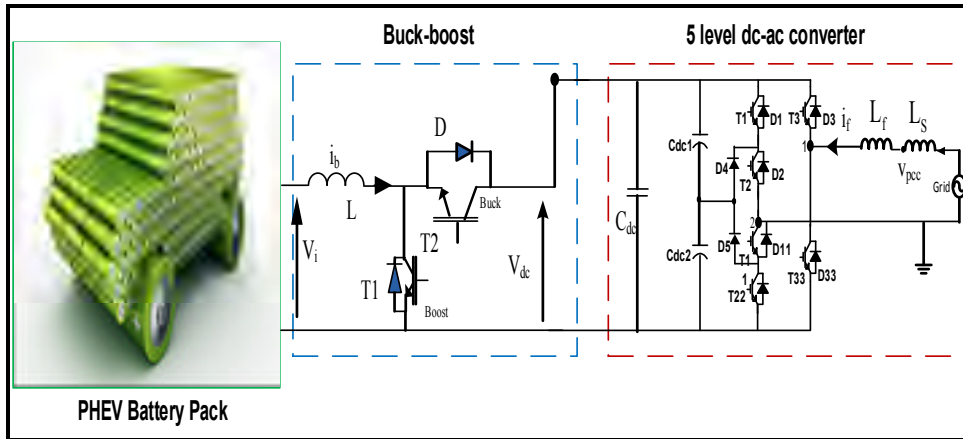 Buck-boost
5 level dc-ac converter
D
i_b
L
Buck
T2
T1
Boost
V_i
V_dc
C_dc
Cdc1
Cdc2
T1
D1
T3
D3
D4
T2
D2
1
i_f
L_f
L_S
v_pcc
Grid
2
D5
T1
D11
1
T22
T33
D33
PHEV Battery Pack